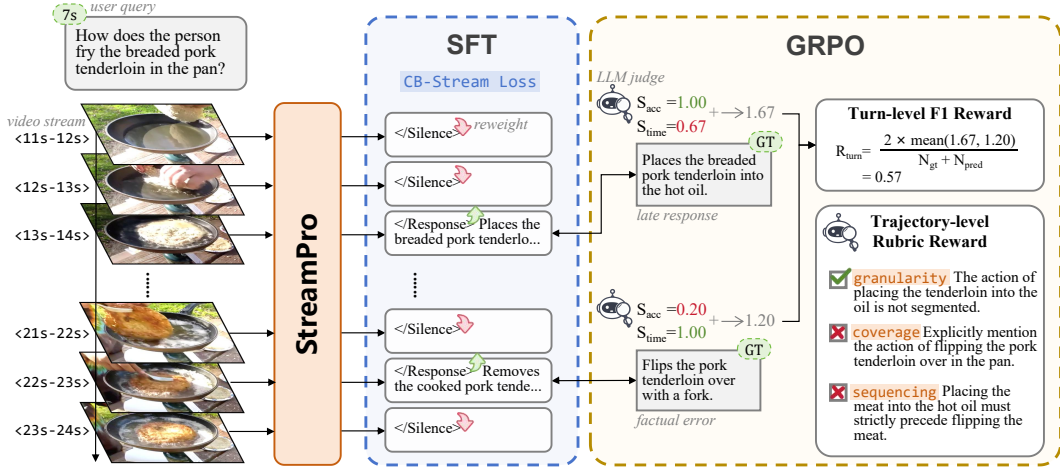 7s
user query
How does the person
fry the breaded pork
tenderloin in the pan?
video stream
<11s-12s>
<12s-13s>
<13s-14s>
......
<21s-22s>
<22s-23s>
<23s-24s>
StreamPro
SFT
CB-Stream Loss
</Silence>
reweight
</Silence>
</Response> Places the
breaded pork tenderlo...
......
</Silence>
</Response> Removes
the cooked pork tende...
</Silence>
GRPO
LLM judge
S_acc =1.00
S_time=0.67
+ →1.67
GT
Places the breaded
pork tenderloin into
the hot oil.
late response
S_acc =0.20
S_time=1.00
+ →1.20
GT
Flips the pork
tenderloin over
with a fork.
factual error
Turn-level F1 Reward
R_turn= 2 × mean(1.67, 1.20) / N_gt + N_pred
= 0.57
Trajectory-level
Rubric Reward
granularity The action of
placing the tenderloin into the
oil is not segmented.
coverage Explicitly mention
the action of flipping the pork
tenderloin over in the pan.
sequencing Placing the
meat into the hot oil must
strictly precede flipping the
meat.